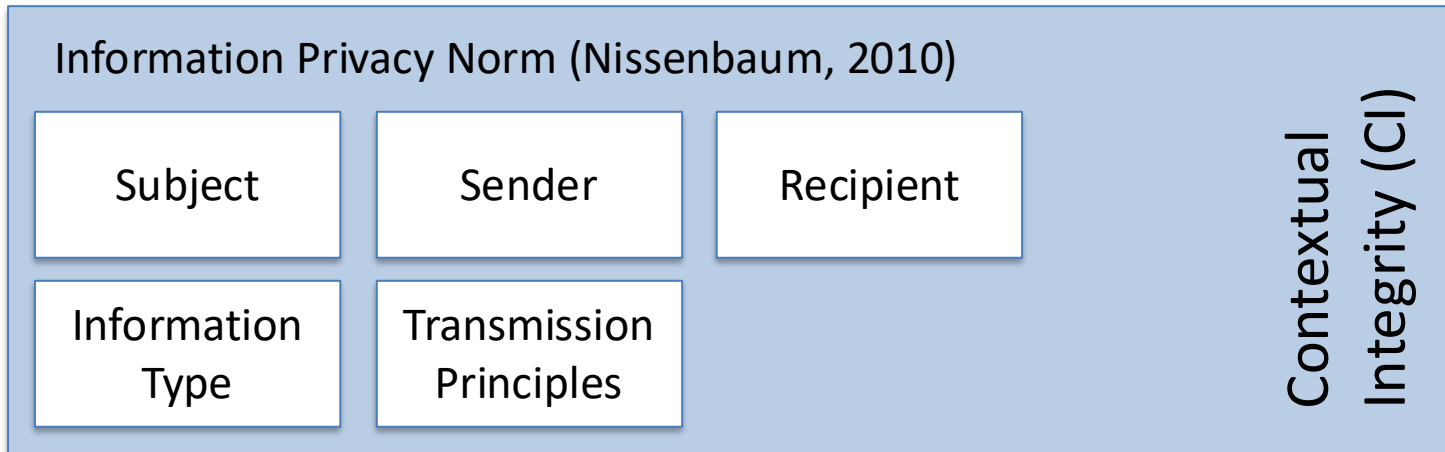 Information Privacy Norm (Nissenbaum, 2010)
Subject
Sender
Recipient
Information
Type
Transmission
Principles
Contextual
Integrity (CI)